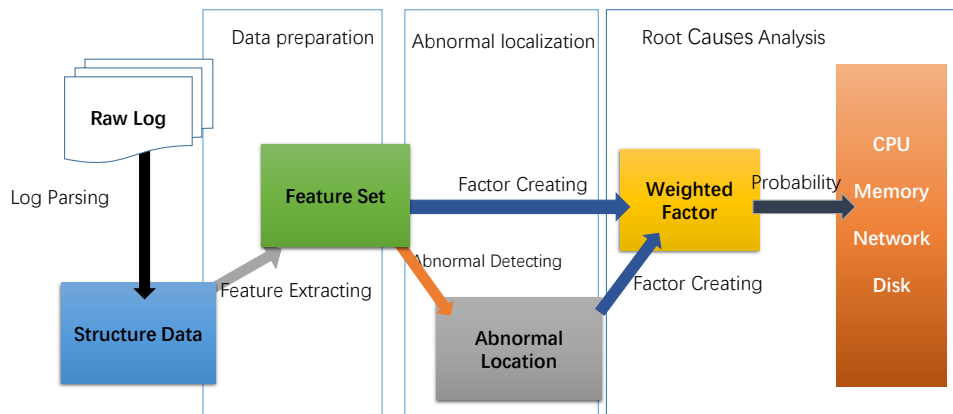 Data preparation
Abnormal localization
Root Causes Analysis
Raw Log
CPU
Log Parsing
Feature Set
Factor Creating
Weighted
Factor
Probability
Memory
Network
Abnormal Detecting
Feature Extracting
Factor Creating
Disk
Structure Data
Abnormal
Location